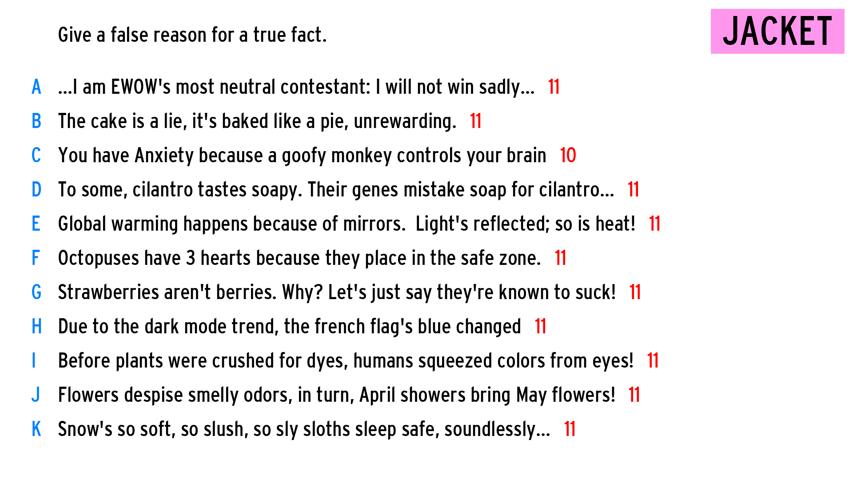 Give a false reason for a true fact.
JACKET
A ...I am EWOW's most neutral contestant: I will not win sadly... 11
B The cake is a lie, it's baked like a pie, unrewarding. 11
C You have Anxiety because a goofy monkey controls your brain 10
D To some, cilantro tastes soapy. Their genes mistake soap for cilantro... 11
E Global warming happens because of mirrors.  Light's reflected; so is heat! 11
F Octopuses have 3 hearts because they place in the safe zone. 11
G Strawberries aren't berries. Why? Let's just say they're known to suck! 11
H Due to the dark mode trend, the french flag's blue changed 11
I Before plants were crushed for dyes, humans squeezed colors from eyes! 11
J Flowers despise smelly odors, in turn, April showers bring May flowers! 11
K Snow's so soft, so slush, so sly sloths sleep safe, soundlessly... 11